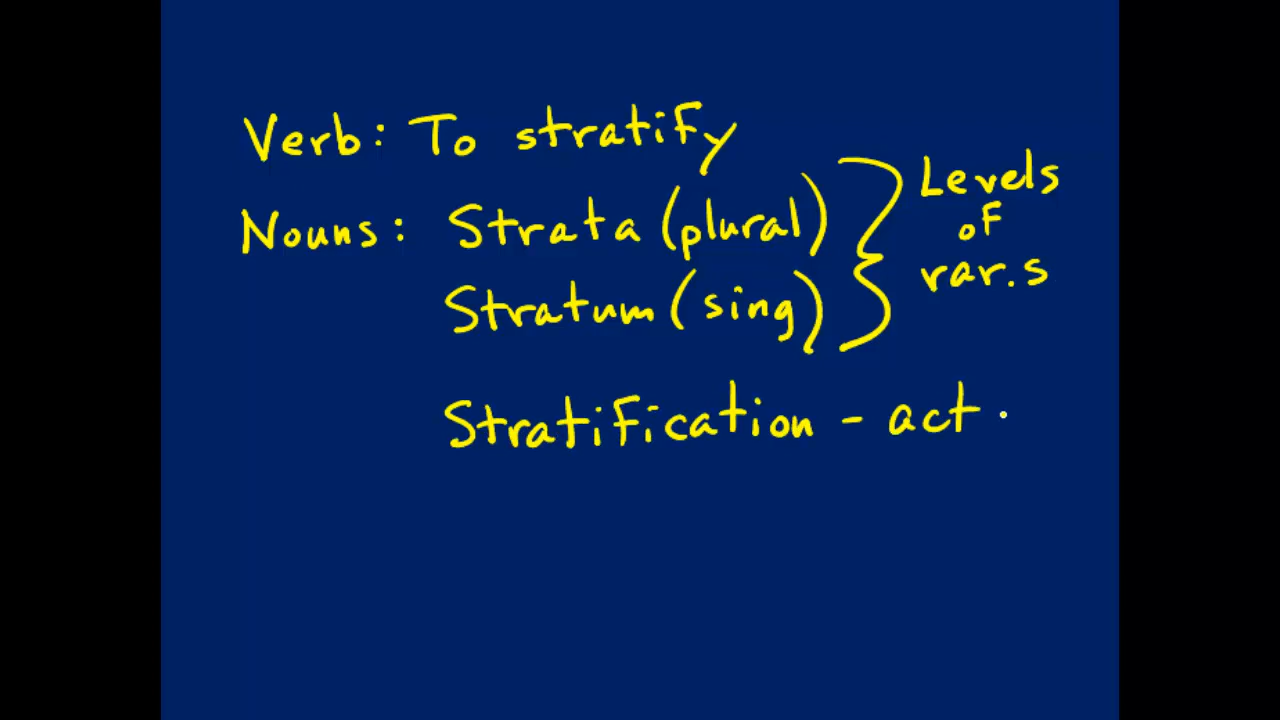 Verb: To stratify
Nouns: Strata (plural)
Stratum (sing)
Levels
of
var.s
Stratification - act